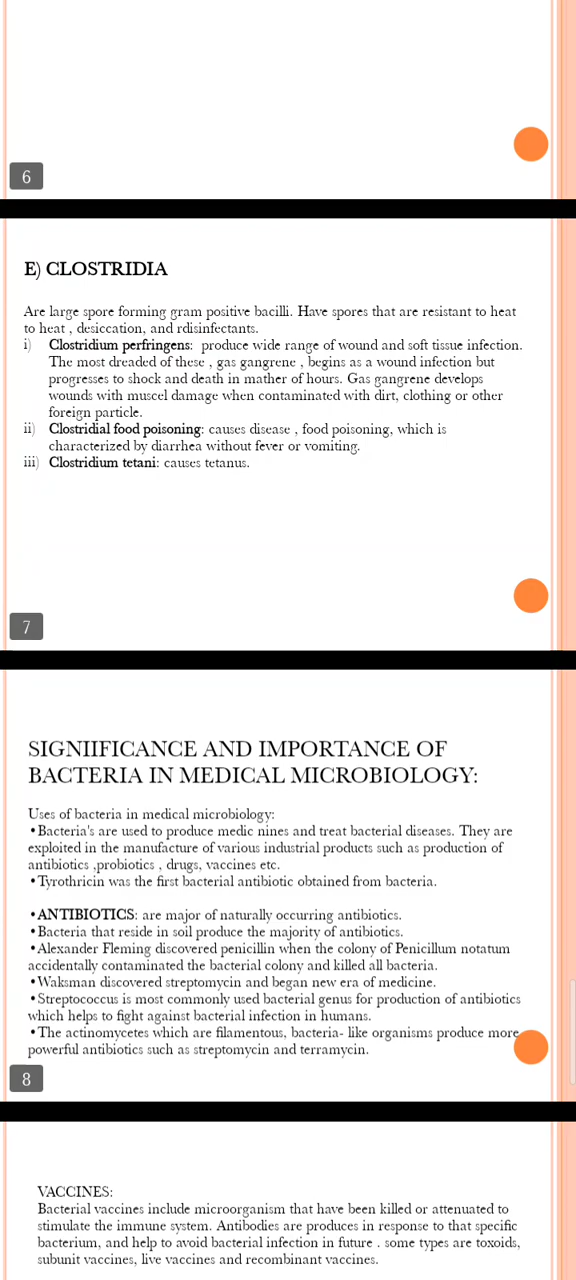 6
E) CLOSTRIDIA
Are large spore forming gram positive bacilli. Have spores that are resistant to heat
to heat , desiccation, and rdisinfectants.
i) Clostridium perfringens: produce wide range of wound and soft tissue infection.
The most dreaded of these , gas gangrene , begins as a wound infection but
progresses to shock and death in mather of hours. Gas gangrene develops
wounds with muscel damage when contaminated with dirt, clothing or other
foreign particle.
ii) Clostridial food poisoning: causes disease , food poisoning, which is
characterized by diarrhea without fever or vomiting.
iii) Clostridium tetani: causes tetanus.
7
SIGNIIFICANCE AND IMPORTANCE OF
BACTERIA IN MEDICAL MICROBIOLOGY:
Uses of bacteria in medical microbiology:
•Bacteria's are used to produce medic nines and treat bacterial diseases. They are
exploited in the manufacture of various industrial products such as production of
antibiotics ,probiotics , drugs, vaccines etc.
•Tyrothricin was the first bacterial antibiotic obtained from bacteria.
•ANTIBIOTICS: are major of naturally occurring antibiotics.
•Bacteria that reside in soil produce the majority of antibiotics.
•Alexander Fleming discovered penicillin when the colony of Penicillum notatum
accidentally contaminated the bacterial colony and killed all bacteria.
•Waksman discovered streptomycin and began new era of medicine.
•Streptococcus is most commonly used bacterial genus for production of antibiotics
which helps to fight against bacterial infection in humans.
•The actinomycetes which are filamentous, bacteria- like organisms produce more
powerful antibiotics such as streptomycin and terramycin.
8
VACCINES:
Bacterial vaccines include microorganism that have been killed or attenuated to
stimulate the immune system. Antibodies are produces in response to that specific
bacterium, and help to avoid bacterial infection in future . some types are toxoids,
subunit vaccines, live vaccines and recombinant vaccines.